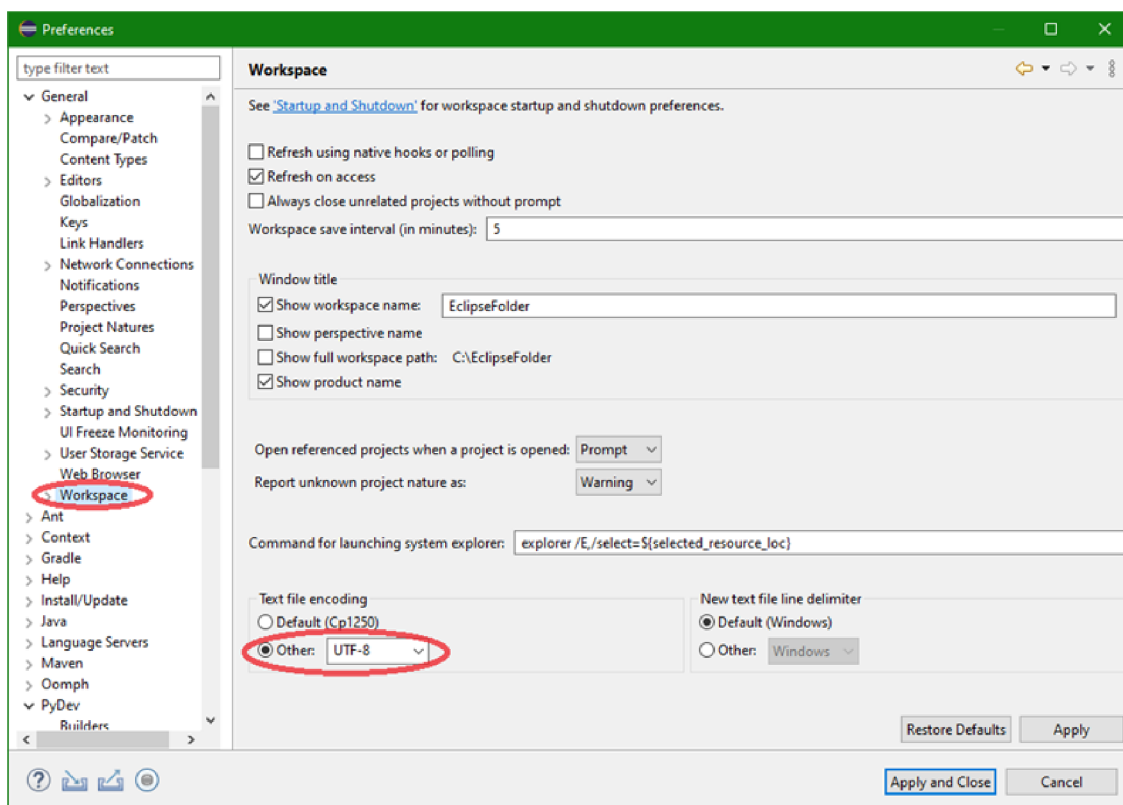 Preferences
type filter text
General
Appearance
Compare/Patch
Content Types
Editors
Globalization
Keys
Link Handlers
Network Connections
Notifications
Perspectives
Project Natures
Quick Search
Search
Security
Startup and Shutdown
UI Freeze Monitoring
User Storage Service
Web Browser
Workspace
Ant
Context
Gradle
Help
Install/Update
Java
Language Servers
Maven
Oomph
PyDev
Builders
Workspace
See 'Startup and Shutdown' for workspace startup and shutdown preferences.
Refresh using native hooks or polling
Refresh on access
Always close unrelated projects without prompt
Workspace save interval (in minutes): 5
Window title
Show workspace name: EclipseFolder
Show perspective name
Show full workspace path: C:\EclipseFolder
Show product name
Open referenced projects when a project is opened: Prompt
Report unknown project nature as: Warning
Command for launching system explorer: explorer /E,/select=${selected_resource_loc}
Text file encoding
Default (Cp1250)
Other: UTF-8
New text file line delimiter
Default (Windows)
Other: Windows
Restore Defaults Apply
? Apply and Close Cancel